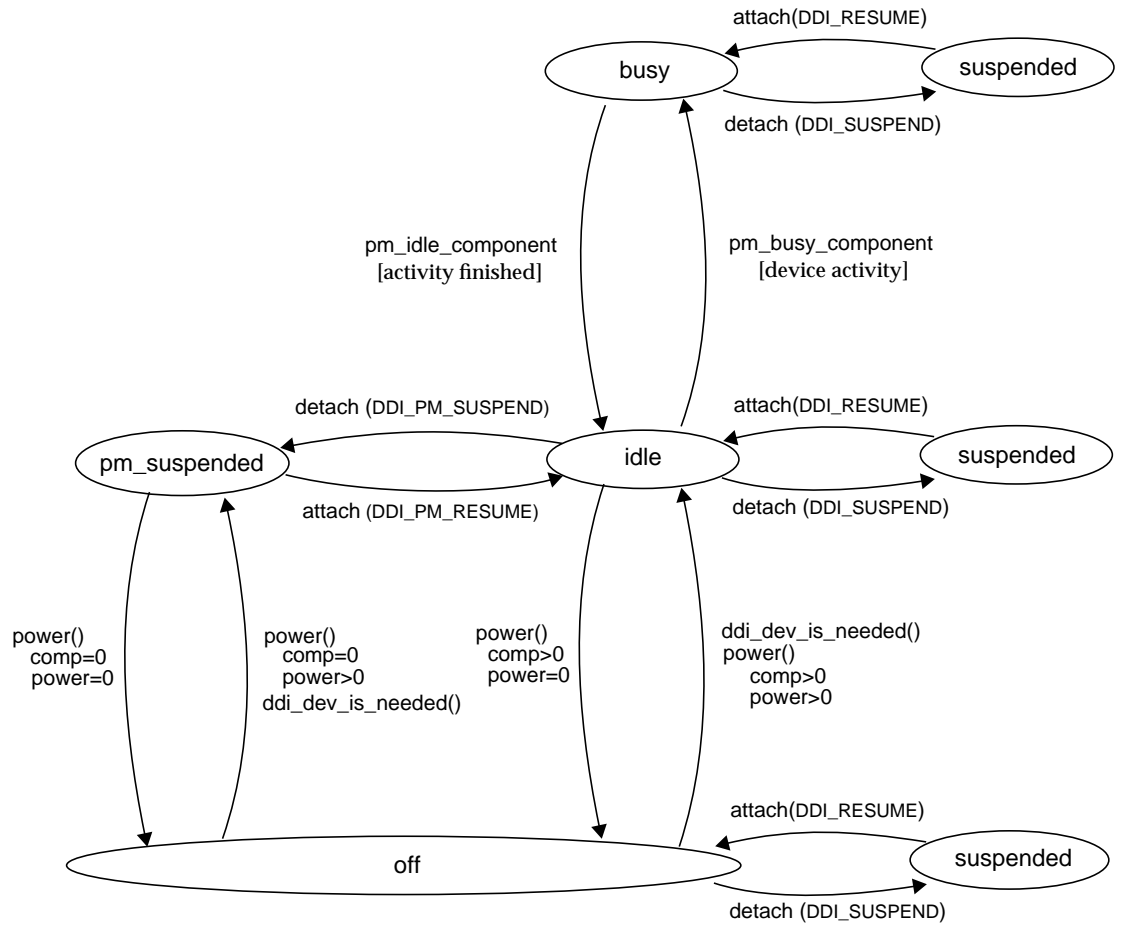 attach(DDI_RESUME)
busy
suspended
detach (DDI_SUSPEND)
pm_idle_component
[activity finished]
pm_busy_component
[device activity]
detach (DDI_PM_SUSPEND)
attach(DDI_RESUME)
pm_suspended
idle
suspended
attach (DDI_PM_RESUME)
detach (DDI_SUSPEND)
power()
comp=0
power=0
power()
comp=0
power>0
ddi_dev_is_needed()
power()
comp>0
power=0
ddi_dev_is_needed()
power()
comp>0
power>0
attach(DDI_RESUME)
off
suspended
detach (DDI_SUSPEND)